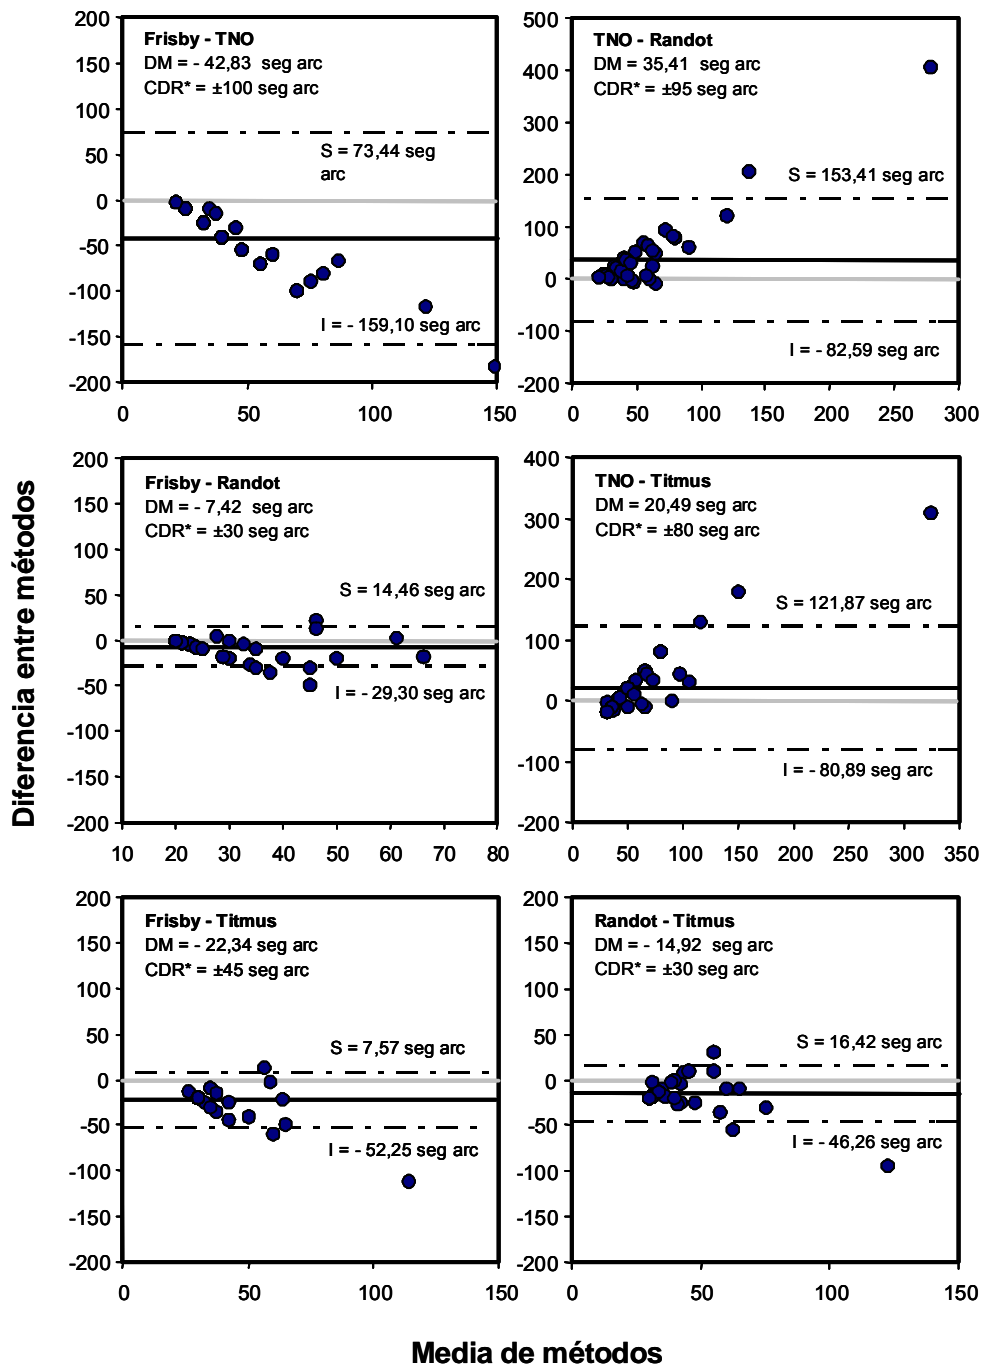 Frisby - TNO
DM = - 42,83 seg arc
CDR* = ±100 seg arc
S = 73,44 seg
arc
I = - 159,10 seg arc
200
150
100
50
0
-50
-100
-150
-200
0 50 100 150
TNO - Randot
DM = 35,41 seg arc
CDR* = ±95 seg arc
S = 153,41 seg arc
I = - 82,59 seg arc
500
400
300
200
100
0
-100
-200
0 50 100 150 200 250 300
Diferencia entre métodos
Frisby - Randot
DM = - 7,42 seg arc
CDR* = ±30 seg arc
S = 14,46 seg arc
I = - 29,30 seg arc
200
150
100
50
0
-50
-100
-150
-200
10 20 30 40 50 60 70 80
TNO - Titmus
DM = 20,49 seg arc
CDR* = ±80 seg arc
S = 121,87 seg arc
I = - 80,89 seg arc
400
300
200
100
0
-100
-200
0 50 100 150 200 250 300 350
Frisby - Titmus
DM = - 22,34 seg arc
CDR* = ±45 seg arc
S = 7,57 seg arc
I = - 52,25 seg arc
200
150
100
50
0
-50
-100
-150
-200
0 50 100 150
Randot - Titmus
DM = - 14,92 seg arc
CDR* = ±30 seg arc
S = 16,42 seg arc
I = - 46,26 seg arc
200
150
100
50
0
-50
-100
-150
-200
0 50 100 150
Media de métodos